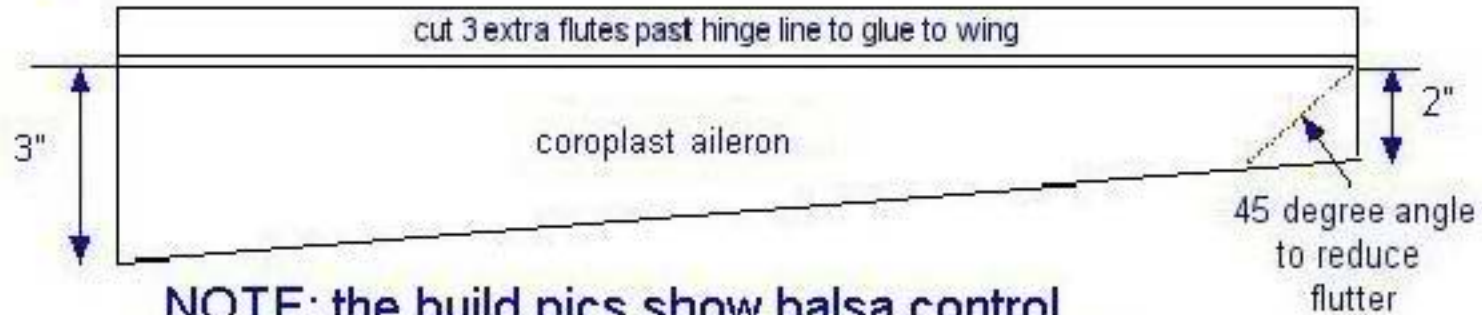 cut 3 extra flutes past hinge line to glue to wing
3"
2"
coroplast aileron
45 degree angle
to reduce
flutter
NOTE: the build pics show balsa control